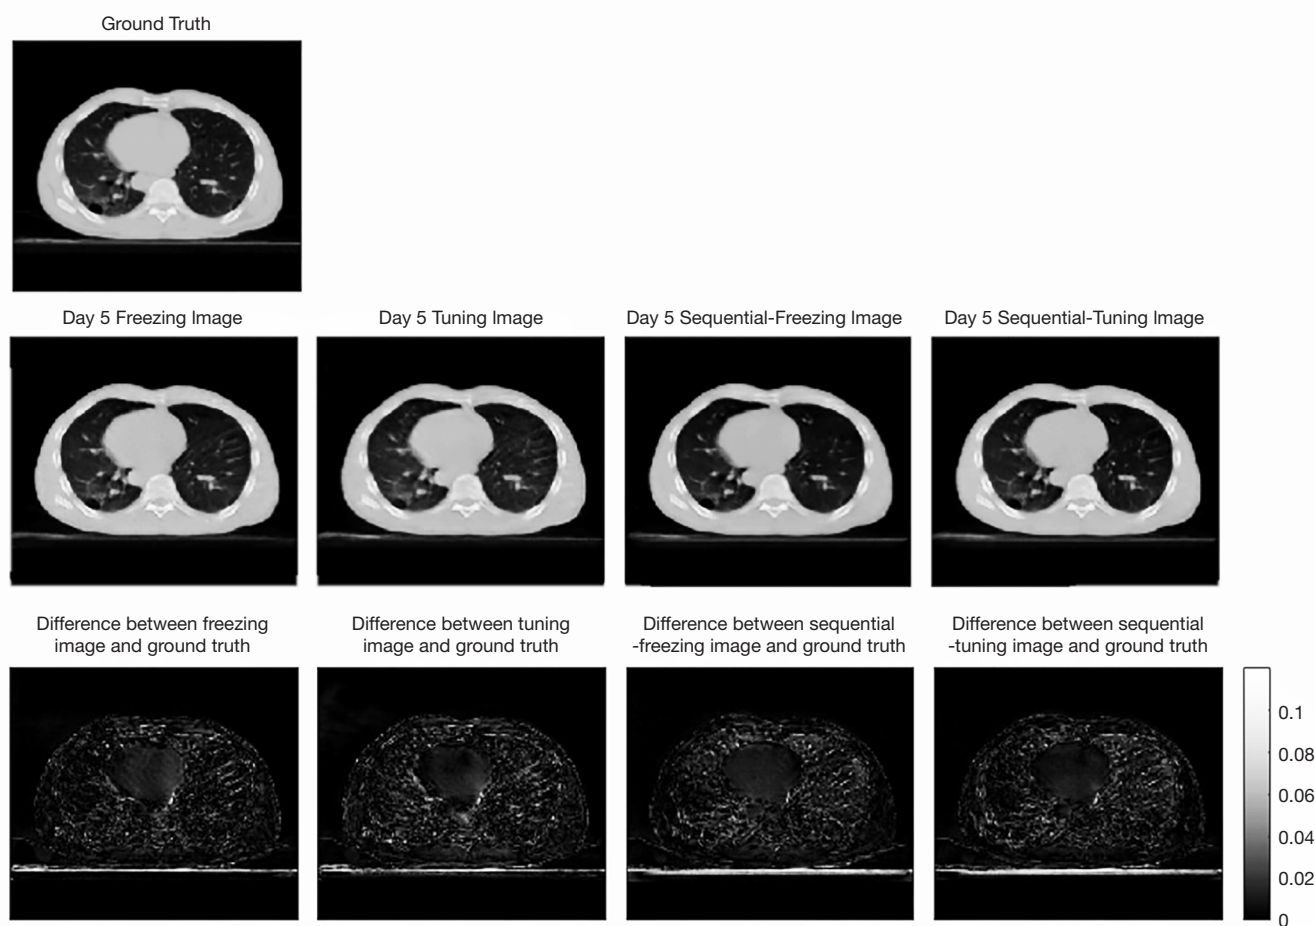 Ground Truth
Day 5 Freezing Image
Day 5 Tuning Image
Day 5 Sequential-Freezing Image
Day 5 Sequential-Tuning Image
Difference between freezing
image and ground truth
Difference between tuning
image and ground truth
Difference between sequential
-freezing image and ground truth
Difference between sequential
-tuning image and ground truth
0.1
0.08
0.06
0.04
0.02
0